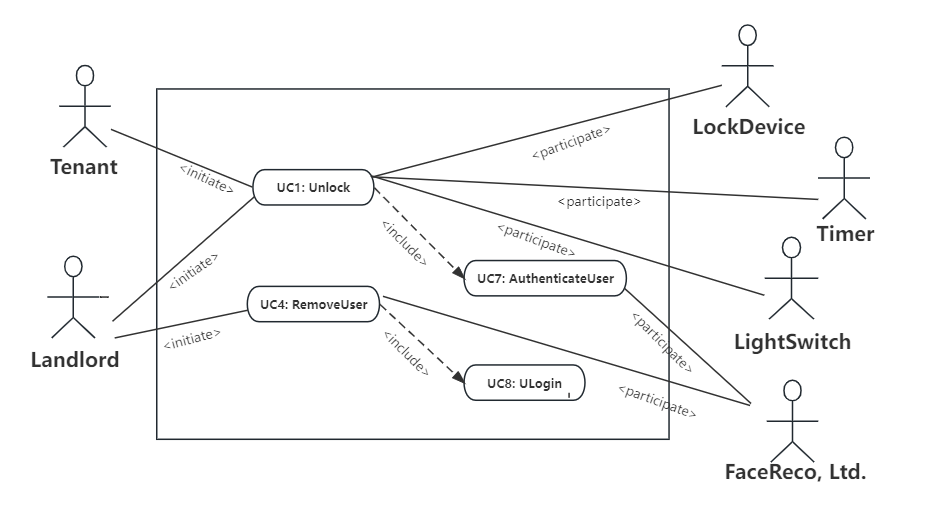 LockDevice
<participate>
Tenant
<initiate>
UC1: Unlock
<participate>
Timer
<include>
<participate>
<initiate>
UC7: AuthenticateUser
UC4: RemoveUser
LightSwitch
Landlord
<initiate>
<include>
<participate>
UC8: ULogin
<participate>
FaceReco, Ltd.